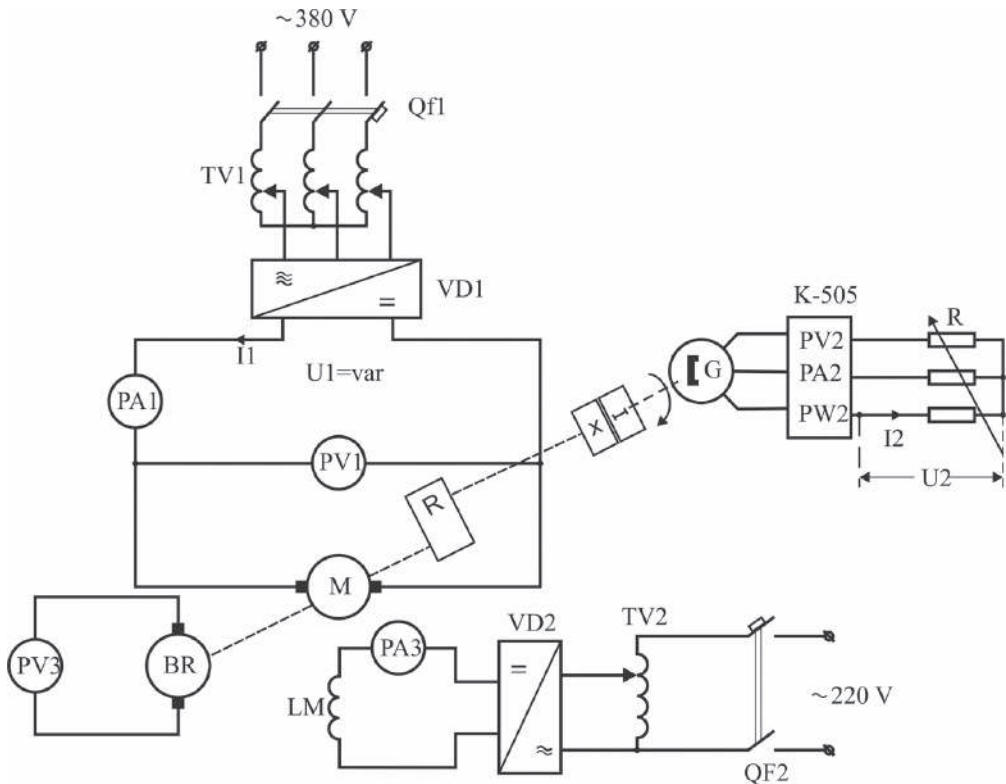 ~380 V
Qf1
TV1
VD1
K-505
I1
U1=var
PA1
PV1
G
PV2
PA2
PW2
R
I2
U2
x
T
R
M
BR
PV3
LM
PA3
VD2
TV2
~220 V
QF2